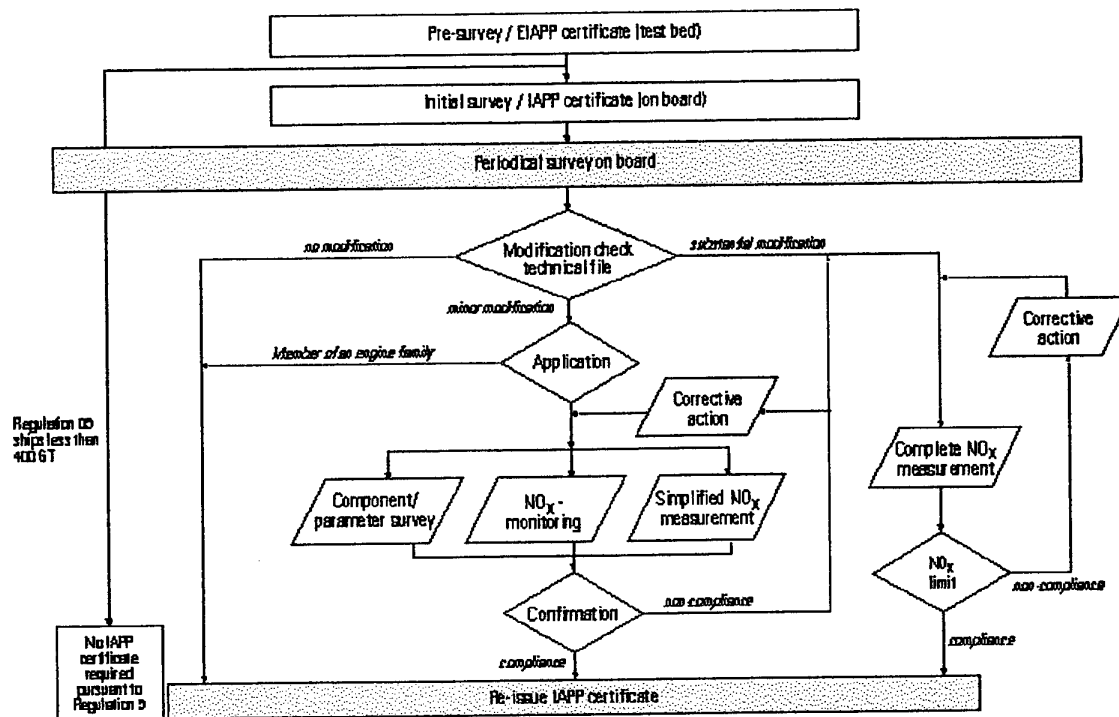 Pre-survey / EIAPP certificate (test bed)
Initial survey / IAPP certificate (on board)
Periodical survey on board
no modification
Modification check
technical file
substantial modification
minor modification
Corrective
action
Member of an engine family
Application
Corrective
action
Regulation
ships less than
400 GT
Complete NOx
measurement
Component/
parameter survey
NOx -
monitoring
Simplified NOx
measurement
NOx
limit
non-compliance
Confirmation
non-compliance
compliance
compliance
No IAPP
certificate
required
pursuant to
Regulation 5
Re-issue IAPP certificate